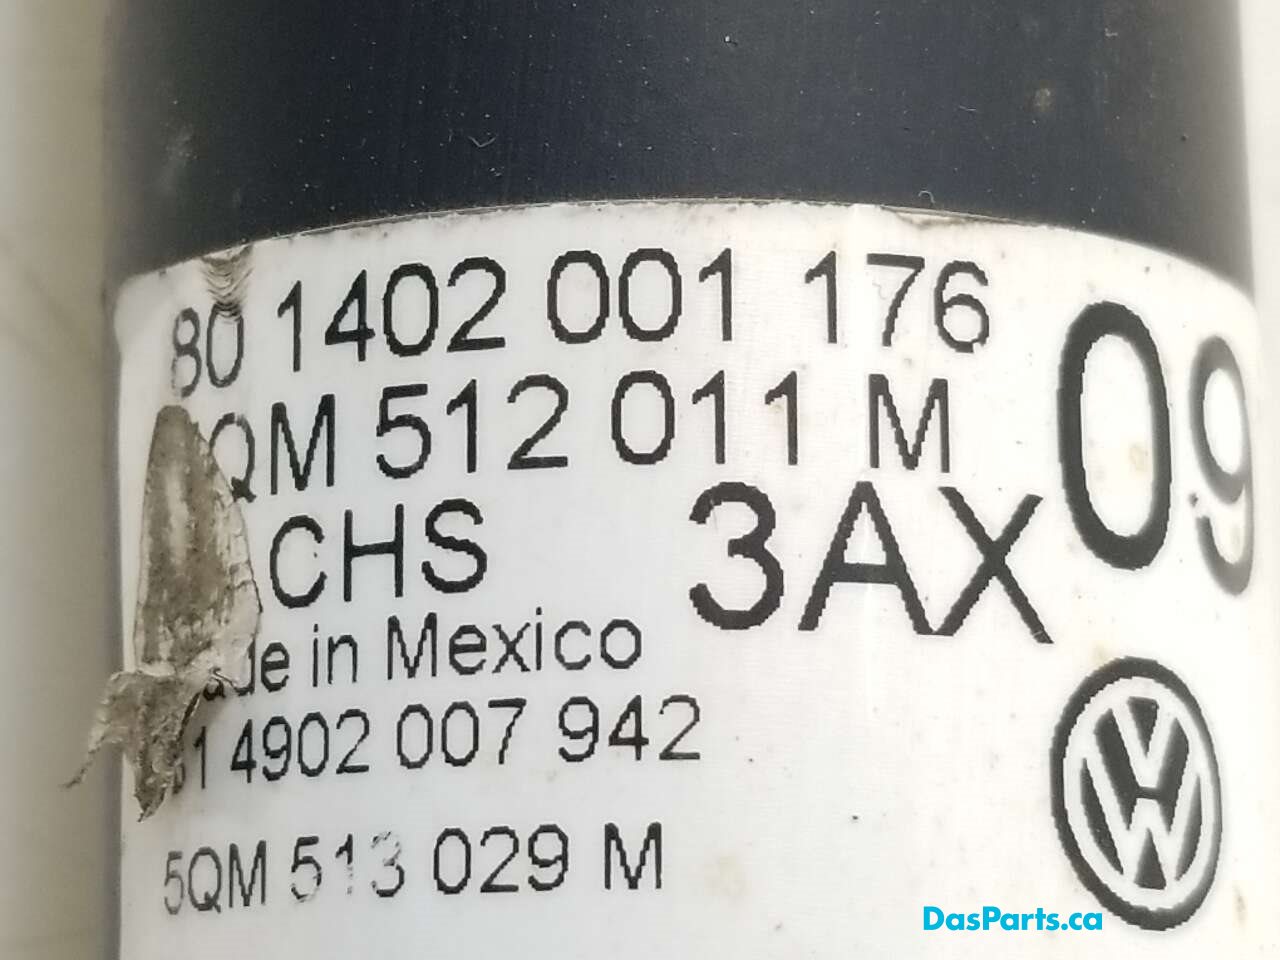 80 1402 001 176
QM 512 011 M
09
CHS 3AX
ade in Mexico
1 4902 007 942
5QM 513 029 M
DasParts.ca